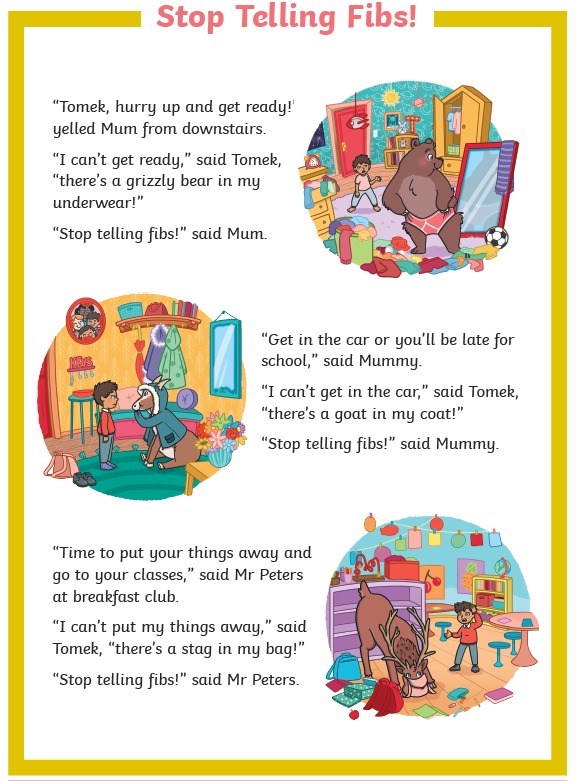 Stop Telling Fibs!
“Tomek, hurry up and get ready!’
yelled Mum from downstairs.
“I can’t get ready,” said Tomek,
“there’s a grizzly bear in my
underwear!”
“Stop telling fibs!” said Mum.
KEYS
“Get in the car or you’ll be late for
school,” said Mummy.
“I can’t get in the car,” said Tomek,
“there’s a goat in my coat!”
“Stop telling fibs!” said Mummy.
“Time to put your things away and
go to your classes,” said Mr Peters
at breakfast club.
“I can’t put my things away,” said
Tomek, “there’s a stag in my bag!”
“Stop telling fibs!” said Mr Peters.